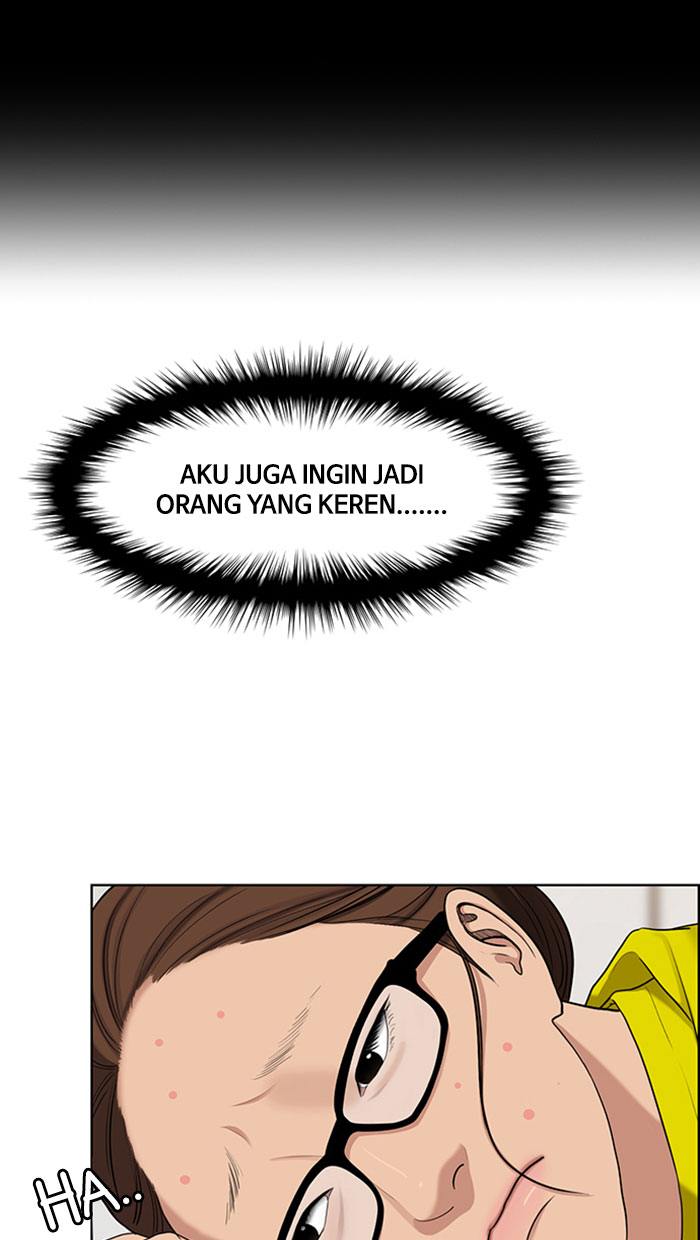 AKU JUGA INGIN JADI
ORANG YANG KEREN.......
HA..